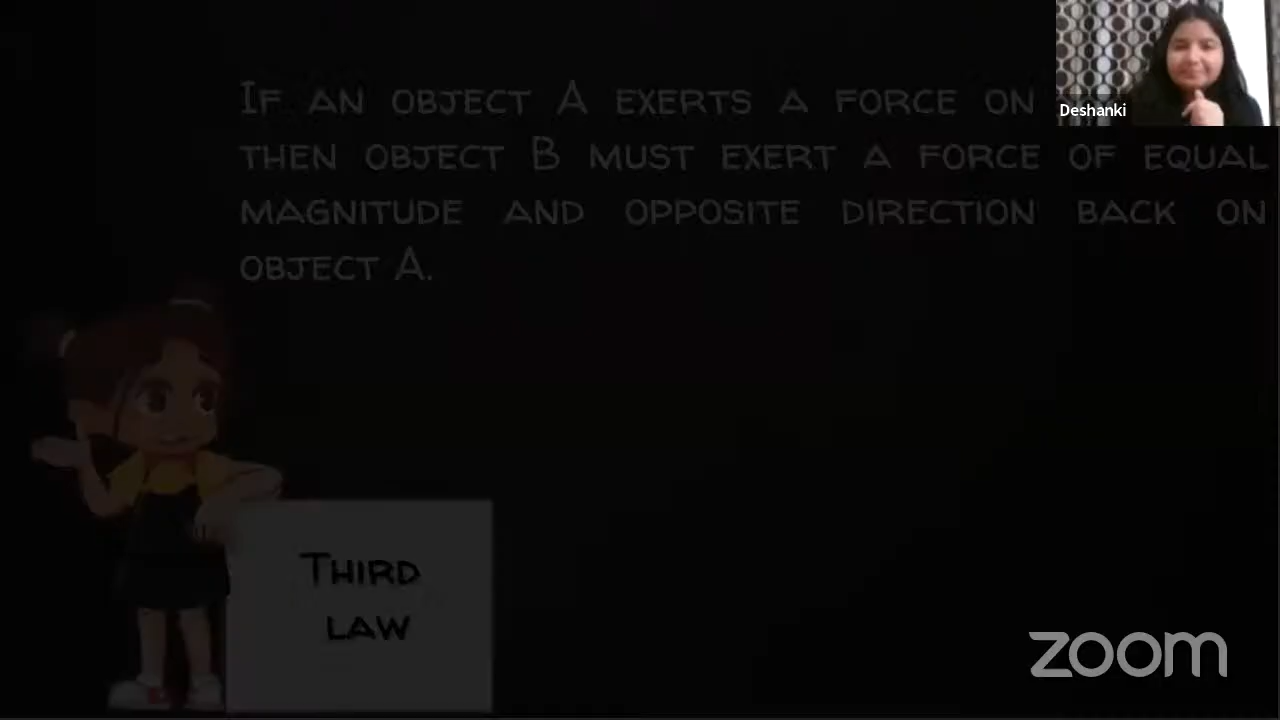 If an object A exerts a force on
then object B must exert a force of equal
magnitude and opposite direction back on
object A.
Deshanki
Third
law
zoom